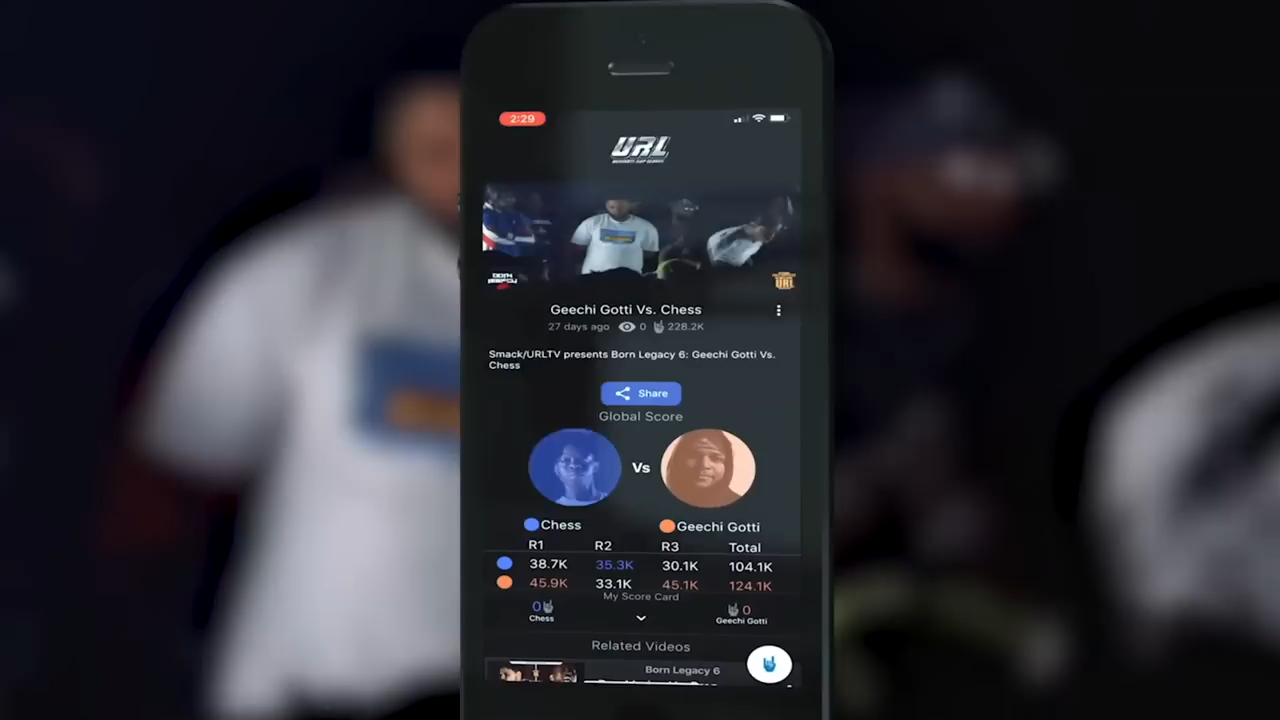 2:29
URL
Geechi Gotti Vs. Chess
27 days ago 0 228.2K
Smack/URLTV presents Born Legacy 6: Geechi Gotti Vs.
Chess
Share
Global Score
Vs
Chess Geechi Gotti
R1 R2 R3 Total
38.7K 35.3K 30.1K 104.1K
45.9K 33.1K 45.1K 124.1K
My Score Card
0 0
Chess Geechi Gotti
Related Videos
Born Legacy 6